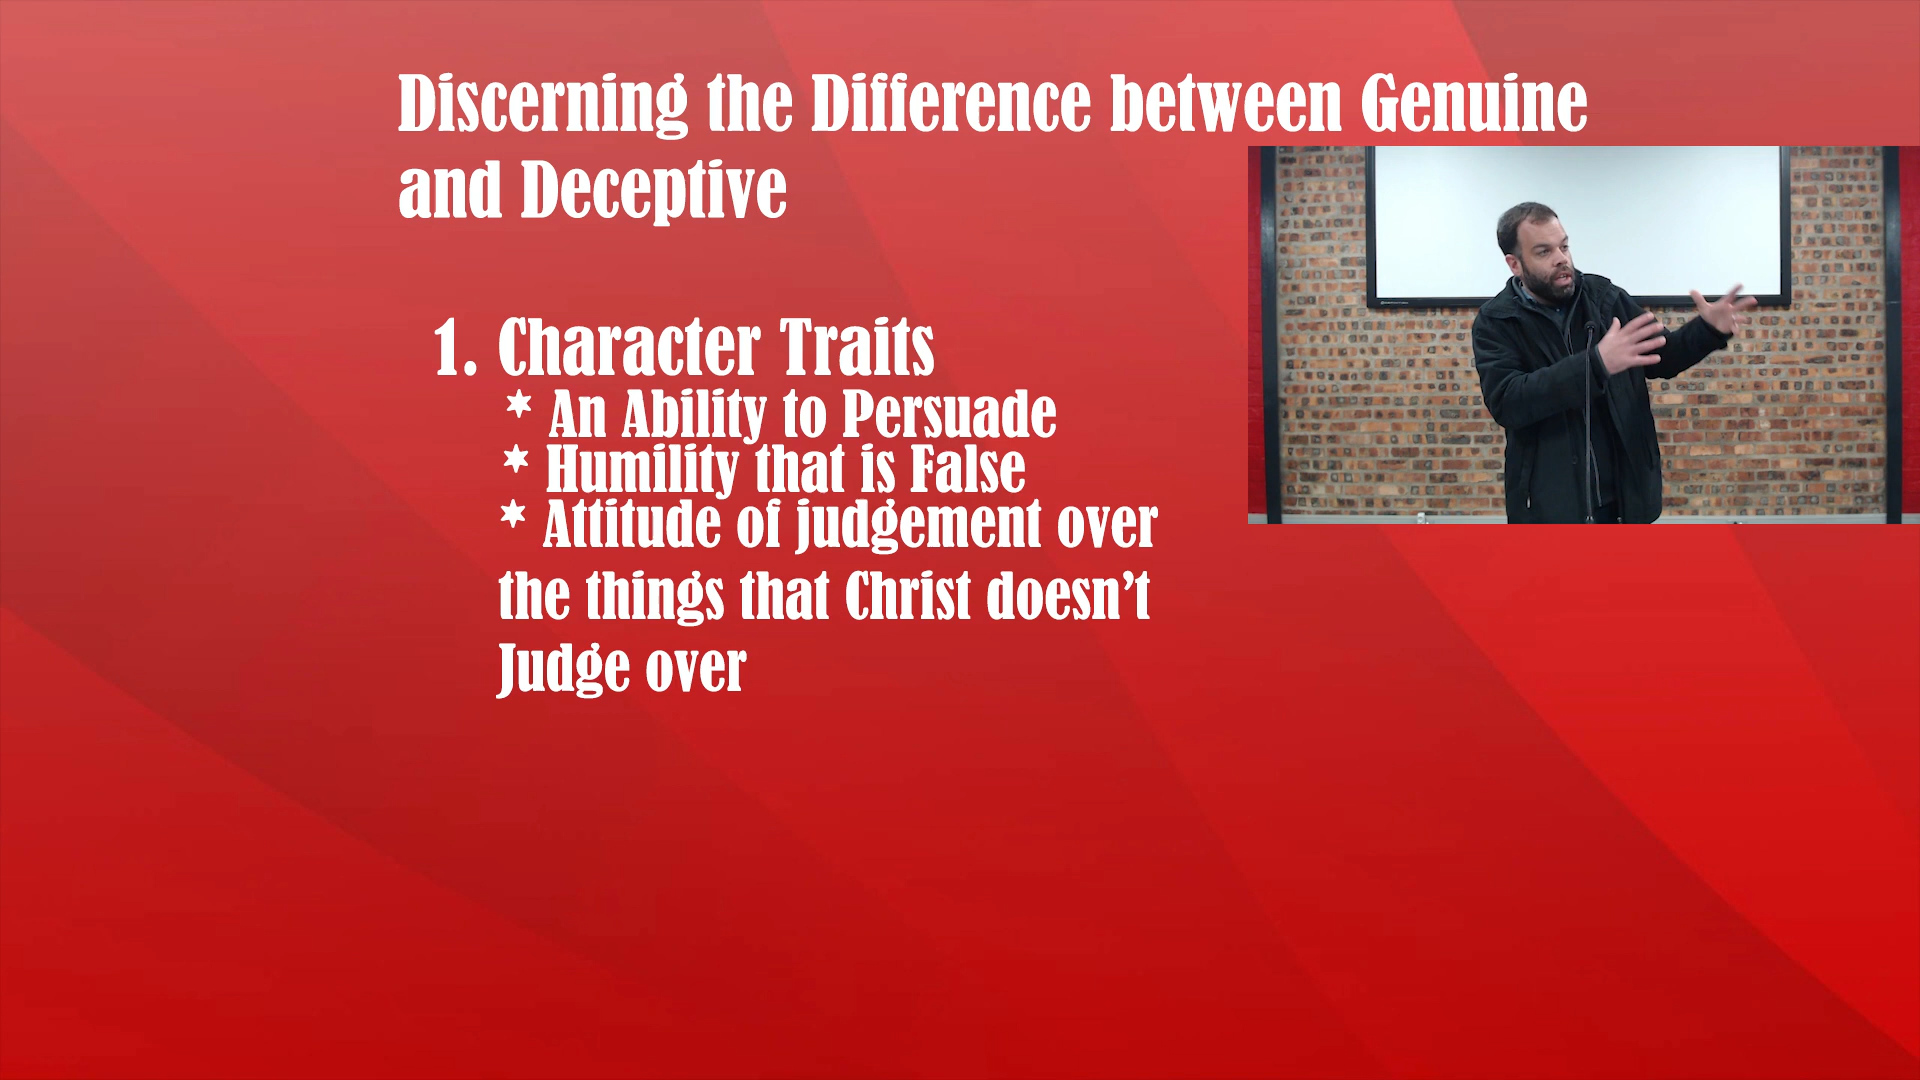 Discerning the Difference between Genuine
and Deceptive
1. Character Traits
* An Ability to Persuade
* Humility that is False
* Attitude of judgement over
the things that Christ doesn't
Judge over